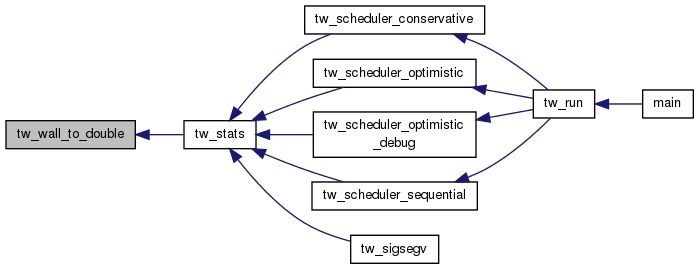 tw_scheduler_conservative
tw_scheduler_optimistic
tw_run
main
tw_scheduler_optimistic
_debug
tw_wall_to_double
tw_stats
tw_scheduler_sequential
tw_sigsegv